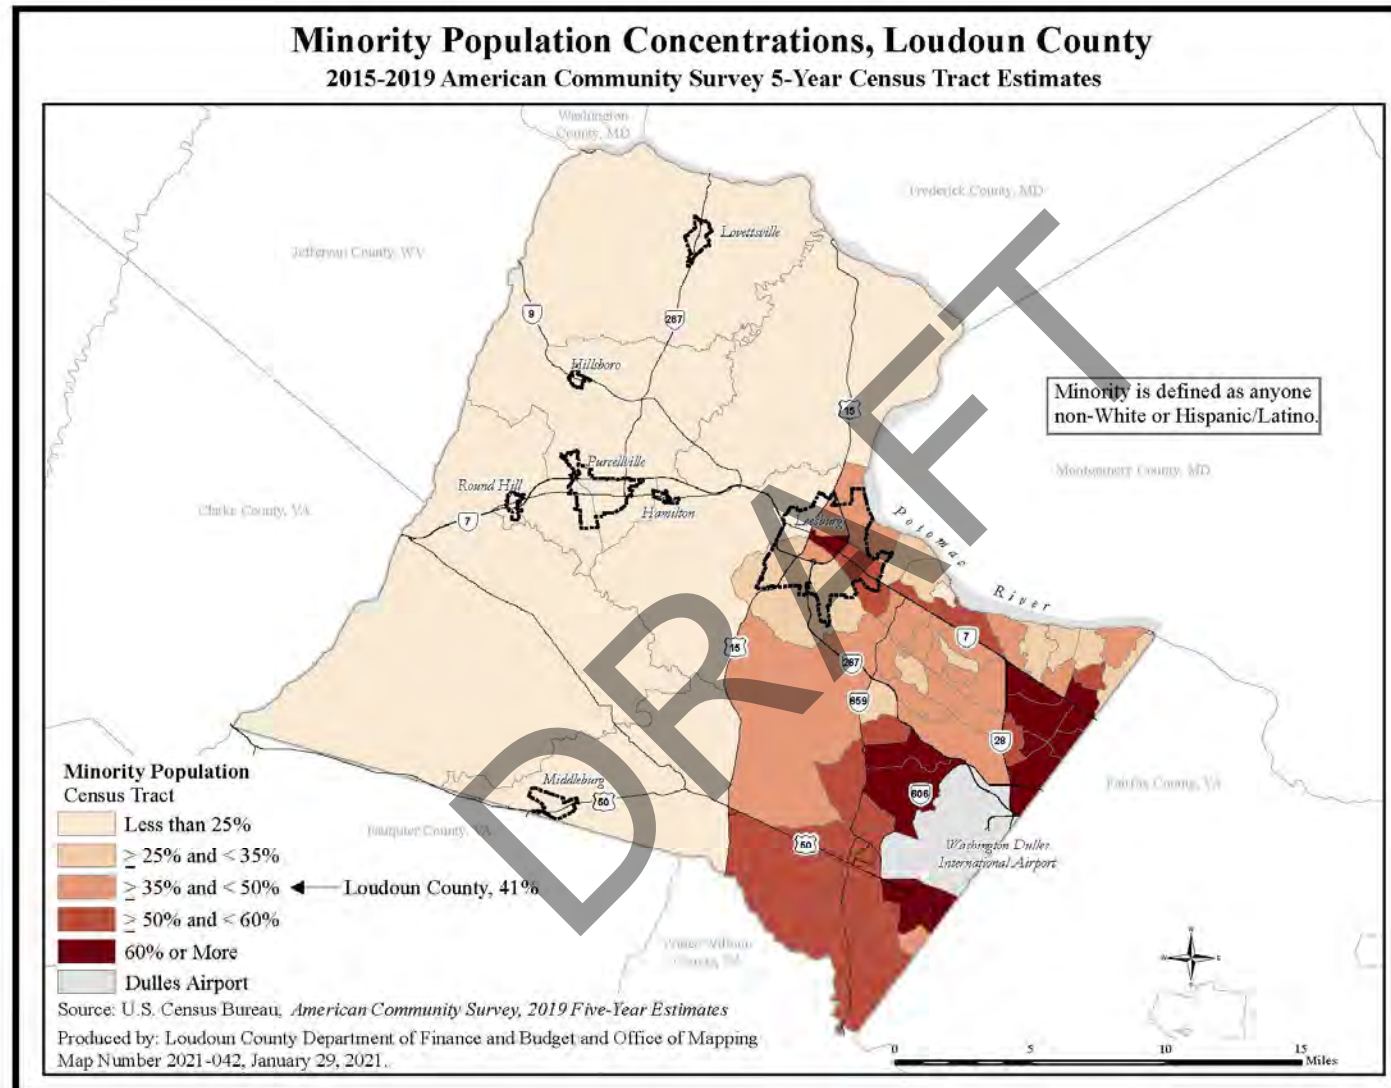 Minority Population Concentrations, Loudoun County
2015-2019 American Community Survey 5-Year Census Tract Estimates
Washington
County, MD
Frederick County, MD
Lovettsville
Jefferson County, WV
9
287
Hillsboro
15
Minority is defined as anyone
non-White or Hispanic/Latino.
Purcellville
Montgomery County, MD
Round Hill
Hamilton
Clarke County, VA
7
Leesburg
Potomac River
7
15
267
659
28
Middleburg
50
606
Fairfax County, VA
Fauquier County, VA
50
Washington Dulles
International Airport
Prince William
County, VA
DRAFT
Minority Population
Census Tract
Less than 25%
≥ 25% and < 35%
≥ 35% and < 50%
Loudoun County, 41%
≥ 50% and < 60%
60% or More
Dulles Airport
Source: U.S. Census Bureau, American Community Survey, 2019 Five-Year Estimates
Produced by: Loudoun County Department of Finance and Budget and Office of Mapping
Map Number 2021-042, January 29, 2021.
0 5 10 15
Miles